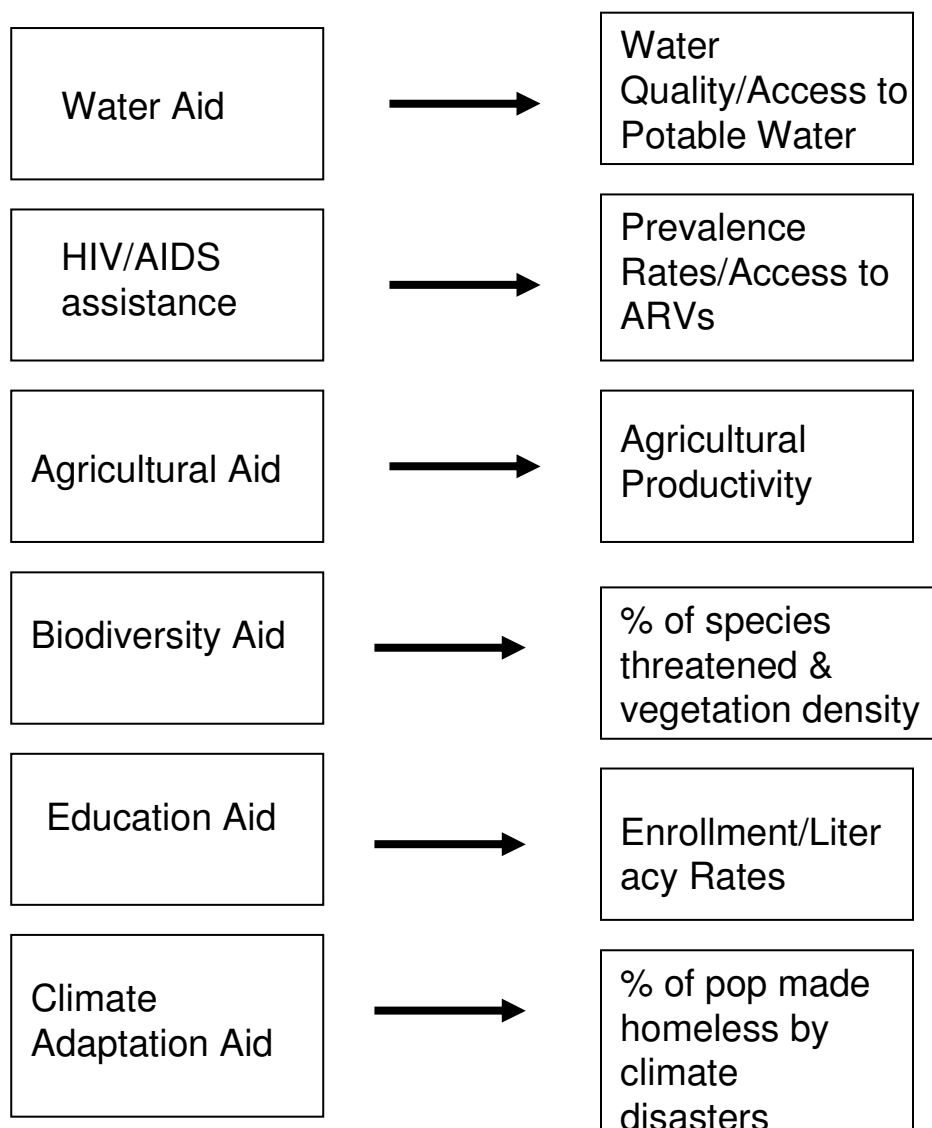 Water Aid
Water
Quality/Access to
Potable Water
HIV/AIDS
assistance
Prevalence
Rates/Access to
ARVs
Agricultural Aid
Agricultural
Productivity
Biodiversity Aid
% of species
threatened &
vegetation density
Education Aid
Enrollment/Liter
acy Rates
Climate
Adaptation Aid
% of pop made
homeless by
climate
disasters